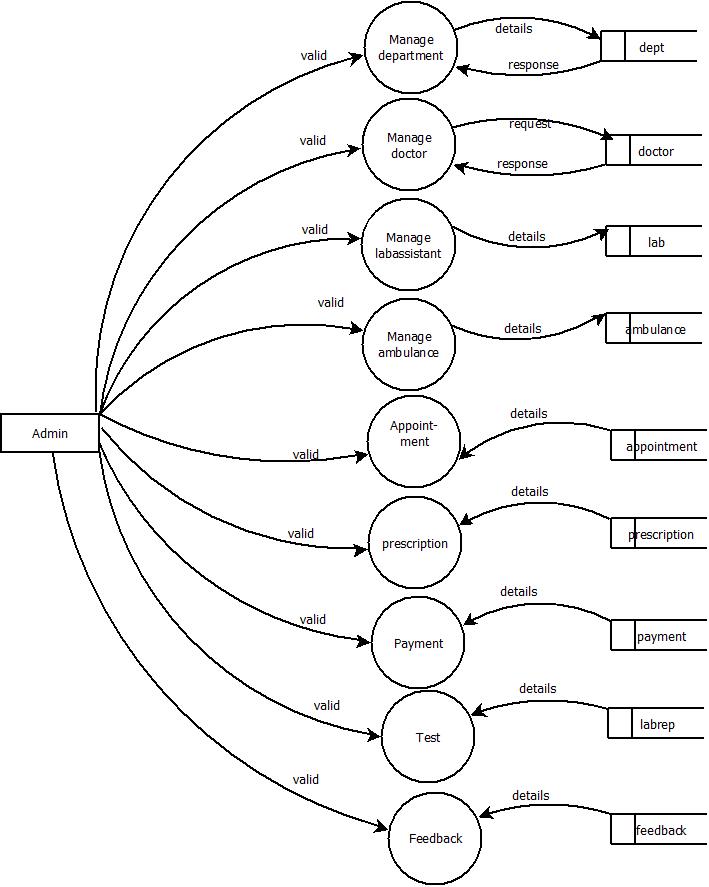 Manage
department
details
dept
valid
response
Manage
doctor
request
doctor
valid
response
Manage
labassistant
valid
details
lab
valid
Manage
ambulance
details
ambulance
Admin
Appoint-
ment
details
appointment
valid
details
prescription
valid
prescription
details
valid
Payment
payment
details
valid
Test
labrep
valid
details
Feedback
feedback